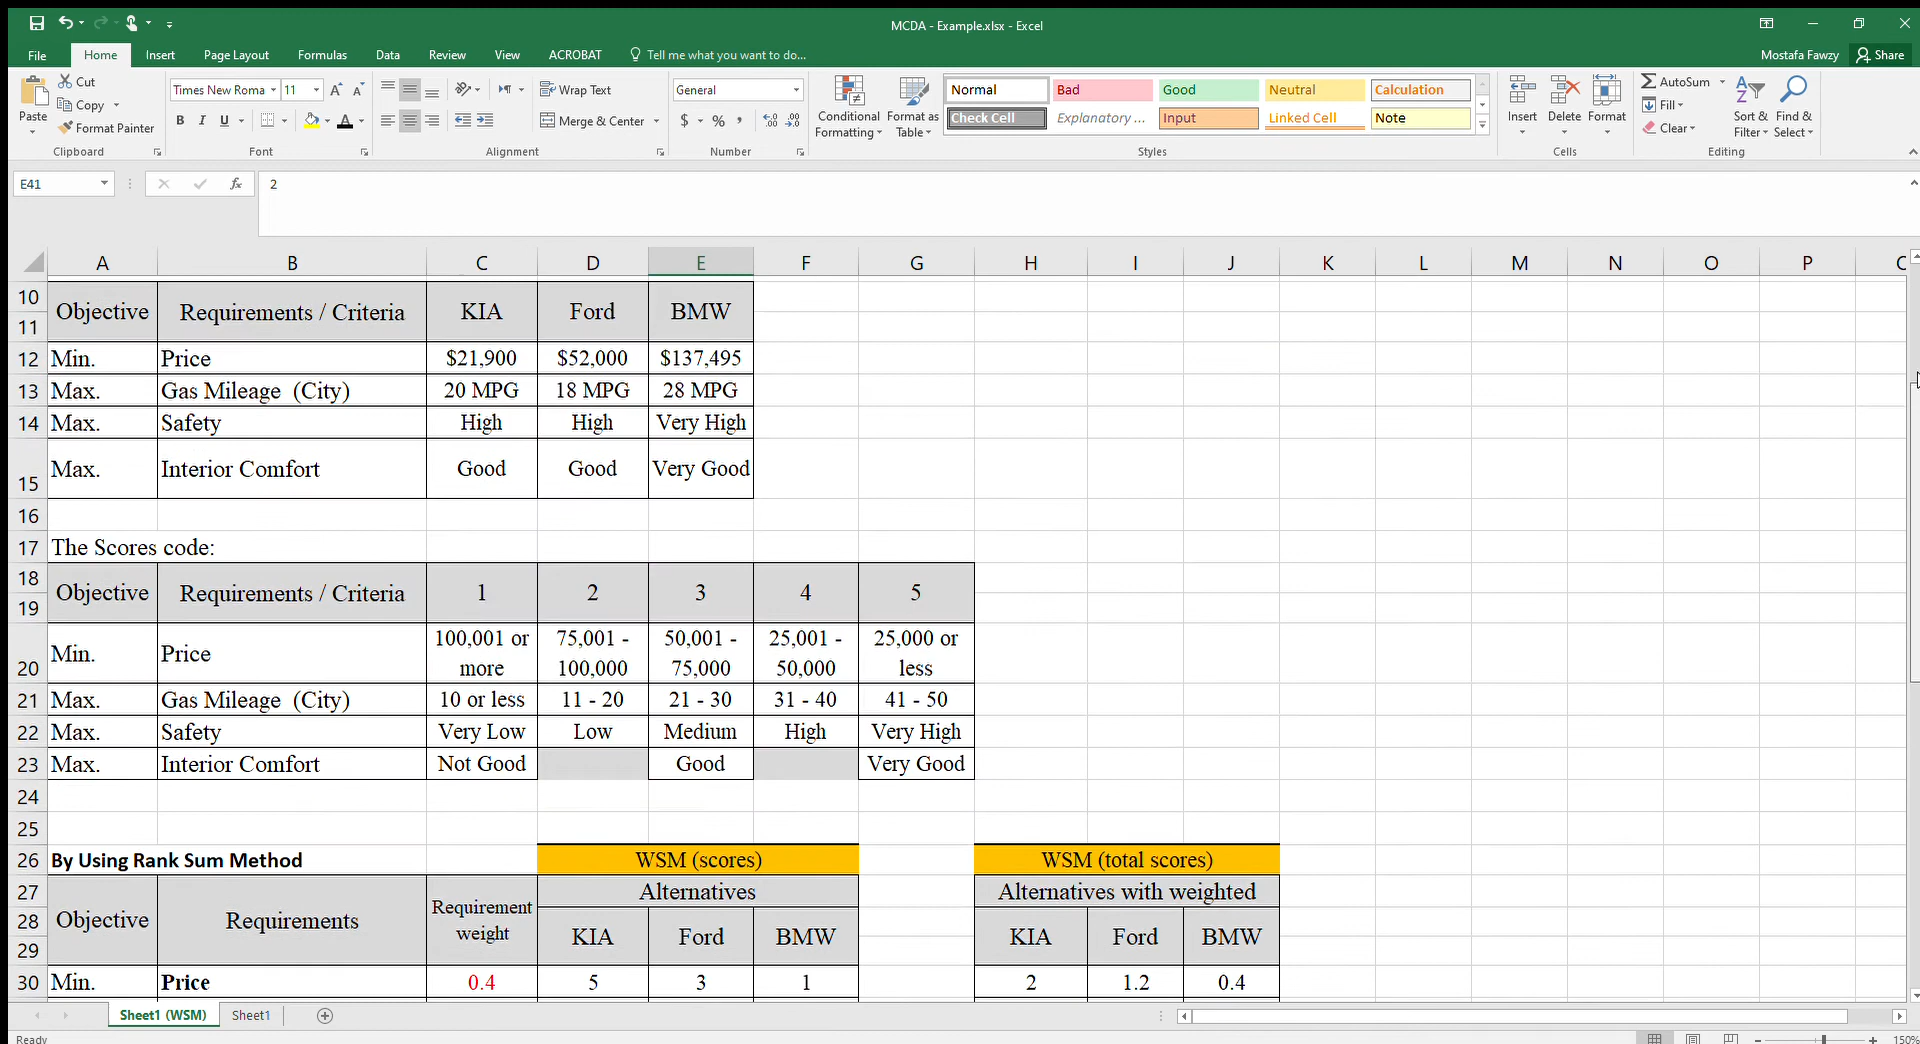 MCDA - Example.xlsx - Excel
File Home Insert Page Layout Formulas Data Review View ACROBAT Tell me what you want to do... Mostafa Fawzy Share
Paste
Cut
Copy
Format Painter
Clipboard
Times New Roma 11
B I U
Font
Wrap Text
Merge & Center
Alignment
General
$ % ,
Number
Conditional Formatting
Format as Table
Normal Bad Good Neutral Calculation
Check Cell Explanatory ... Input Linked Cell Note
Styles
Insert Delete Format
Cells
AutoSum
Fill
Clear
Sort & Filter
Find & Select
Editing
E41 fx 2
A B C D E F G H I J K L M N O P
10
11
Objective Requirements / Criteria KIA Ford BMW
12 Min. Price $21,900 $52,000 $137,495
13 Max. Gas Mileage (City) 20 MPG 18 MPG 28 MPG
14 Max. Safety High High Very High
15 Max. Interior Comfort Good Good Very Good
16
17 The Scores code:
18
19
Objective Requirements / Criteria 1 2 3 4 5
20 Min. Price 100,001 or more 75,001 - 100,000 50,001 - 75,000 25,001 - 50,000 25,000 or less
21 Max. Gas Mileage (City) 10 or less 11 - 20 21 - 30 31 - 40 41 - 50
22 Max. Safety Very Low Low Medium High Very High
23 Max. Interior Comfort Not Good Good Very Good
24
25
26 By Using Rank Sum Method WSM (scores) WSM (total scores)
27 Alternatives Alternatives with weighted
28
29
Objective Requirements Requirement weight KIA Ford BMW KIA Ford BMW
30 Min. Price 0.4 5 3 1 2 1.2 0.4
Sheet1 (WSM) Sheet1
Ready 150%